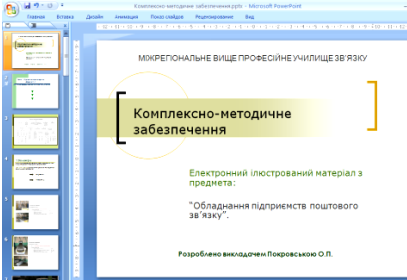 Комплексно-методичне забезпечення.pptx - Microsoft PowerPoint
Главная Вставка Дизайн Анимация Показ слайдов Рецензирование Вид
МІЖРЕГІОНАЛЬНЕ ВИЩЕ ПРОФЕСІЙНЕ УЧИЛИЩЕ ЗВ'ЯЗКУ
Комплексно-методичне
забезпечення
Електронний ілюстрований матеріал з
предмета:
"Обладнання підприємств поштового
зв'язку".
Розроблено викладачем Покровською О.П.